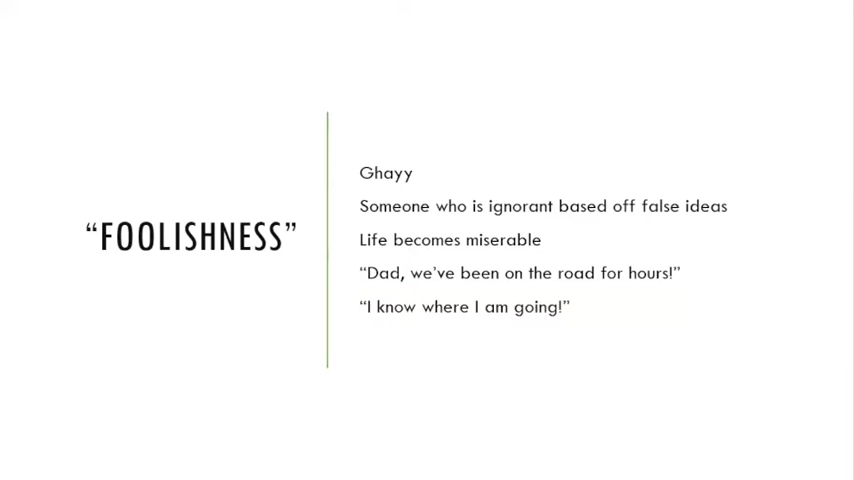 “FOOLISHNESS”
Ghayy
Someone who is ignorant based off false ideas
Life becomes miserable
“Dad, we’ve been on the road for hours!”
“I know where I am going!”